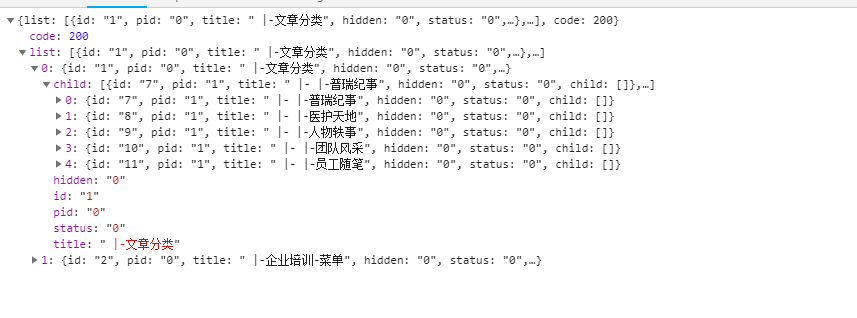 {list: [{id: "1", pid: "0", title: " |-文章分类", hidden: "0", status: "0",…},…], code: 200}
code: 200
list: [{id: "1", pid: "0", title: " |-文章分类", hidden: "0", status: "0",…},…]
0: {id: "1", pid: "0", title: " |-文章分类", hidden: "0", status: "0",…}
child: [{id: "7", pid: "1", title: " |- |-普瑞纪事", hidden: "0", status: "0", child: []},…]
0: {id: "7", pid: "1", title: " |- |-普瑞纪事", hidden: "0", status: "0", child: []}
1: {id: "8", pid: "1", title: " |- |-医护天地", hidden: "0", status: "0", child: []}
2: {id: "9", pid: "1", title: " |- |-人物轶事", hidden: "0", status: "0", child: []}
3: {id: "10", pid: "1", title: " |- |-团队风采", hidden: "0", status: "0", child: []}
4: {id: "11", pid: "1", title: " |- |-员工随笔", hidden: "0", status: "0", child: []}
hidden: "0"
id: "1"
pid: "0"
status: "0"
title: " |-文章分类"
1: {id: "2", pid: "0", title: " |-企业培训-菜单", hidden: "0", status: "0",…}